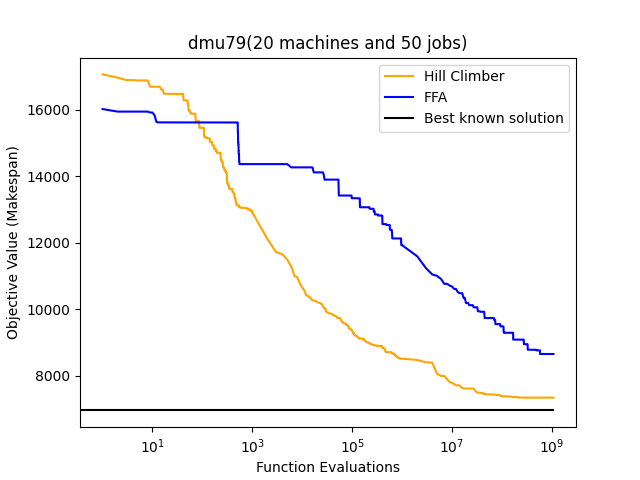 dmu79(20 machines and 50 jobs)
Hill Climber
FFA
Best known solution
Objective Value (Makespan)
16000
14000
12000
10000
8000
10^1 10^3 10^5 10^7 10^9
Function Evaluations